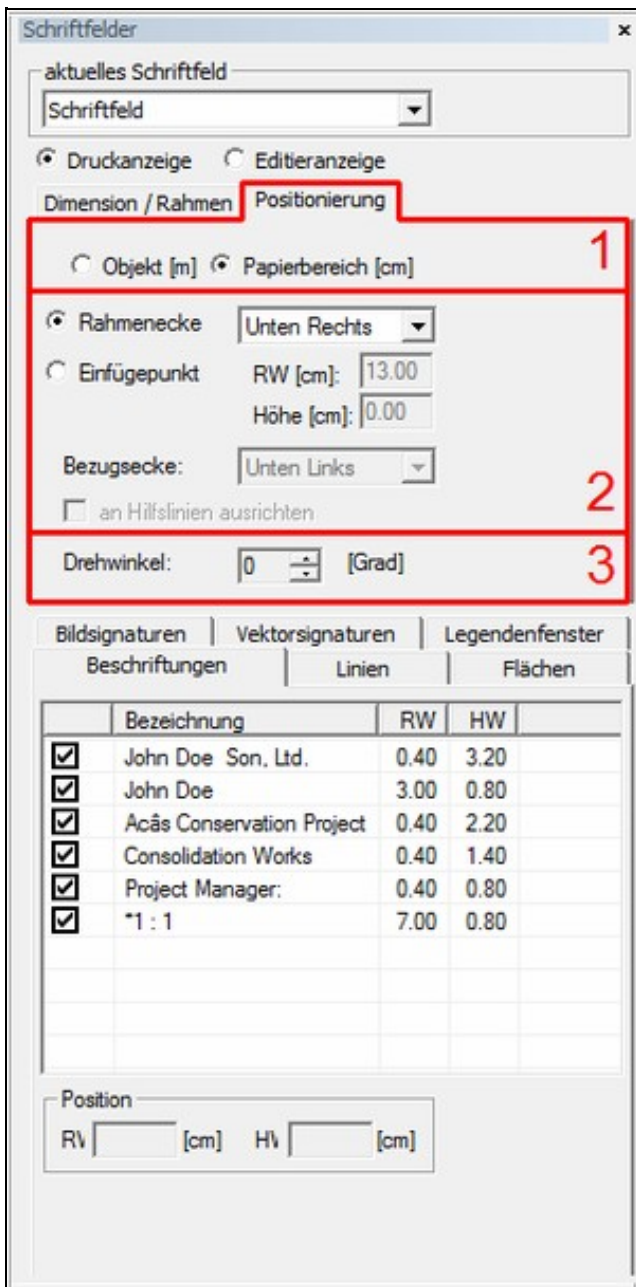 Schriftfelder x
aktuelles Schriftfeld
Schriftfeld
Druckanzeige Editieranzeige
Dimension / Rahmen Positionierung
Objekt [m] Papierbereich [cm] 1
Rahmenecke Unten Rechts
Einfügepunkt RW [cm]: 13.00
Höhe [cm]: 0.00
Bezugsecke: Unten Links
an Hilfslinien ausrichten 2
Drehwinkel: 0 [Grad] 3
Bildsignaturen Vektorsignaturen Legendenfenster
Beschriftungen Linien Flächen
Bezeichnung RW HW
John Doe Son, Ltd. 0.40 3.20
John Doe 3.00 0.80
Acâs Conservation Project 0.40 2.20
Consolidation Works 0.40 1.40
Project Manager: 0.40 0.80
*1 : 1 7.00 0.80
Position
[cm] [cm]